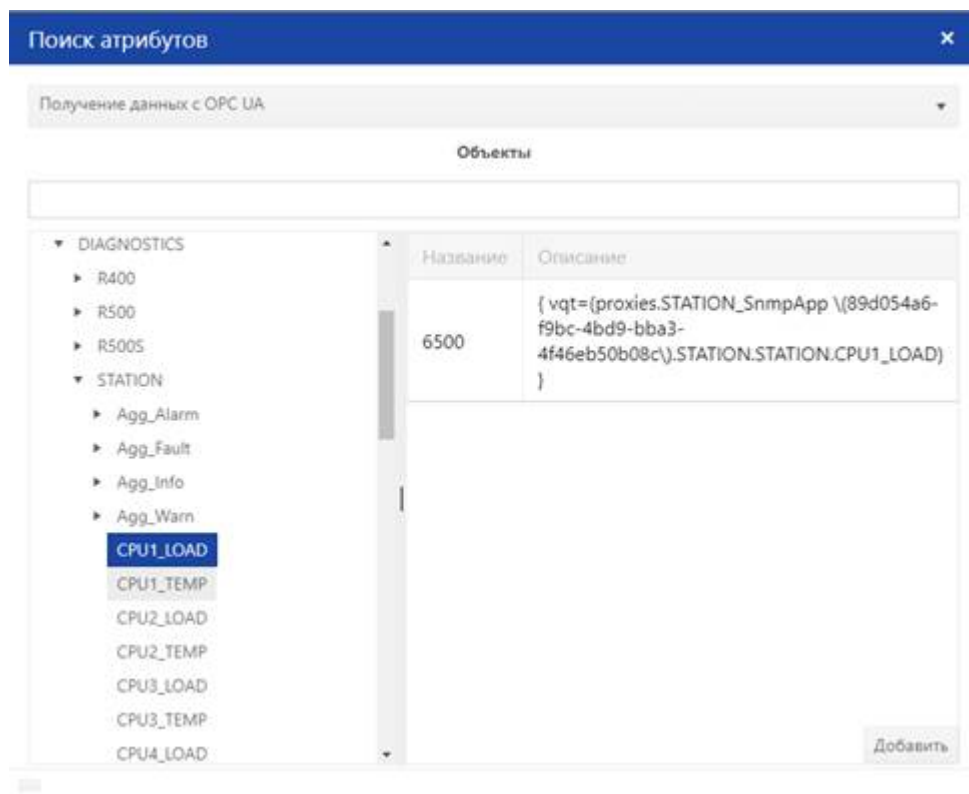 Поиск атрибутов
×
Получение данных с OPC UA
Объекты
DIAGNOSTICS
R400
R500
R500S
STATION
Agg_Alarm
Agg_Fault
Agg_Info
Agg_Warn
CPU1_LOAD
CPU1_TEMP
CPU2_LOAD
CPU2_TEMP
CPU3_LOAD
CPU3_TEMP
CPU4_LOAD
Название Описание
6500
{ vqt={proxies.STATION_SnmpApp \(89d054a6-
f9bc-4bd9-bba3-
4f46eb50b08c\).STATION.STATION.CPU1_LOAD}
}
Добавить